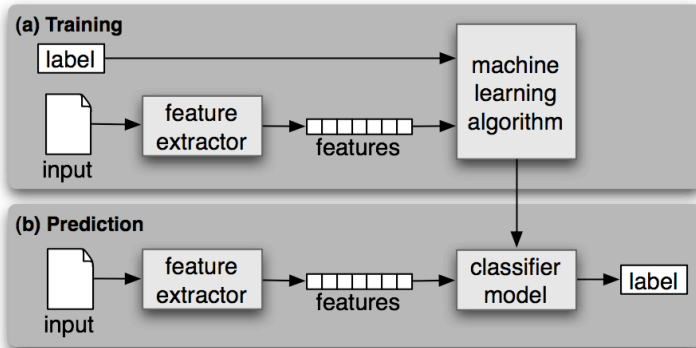 (a) Training
label
machine
learning
algorithm
feature
extractor
features
input
(b) Prediction
feature
extractor
features
classifier
model
label
input